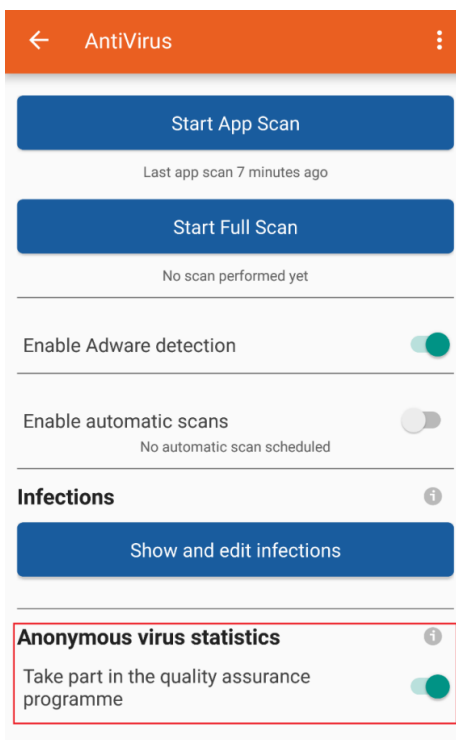 AntiVirus
Start App Scan
Last app scan 7 minutes ago
Start Full Scan
No scan performed yet
Enable Adware detection
Enable automatic scans
No automatic scan scheduled
Infections
Show and edit infections
Anonymous virus statistics
Take part in the quality assurance
programme